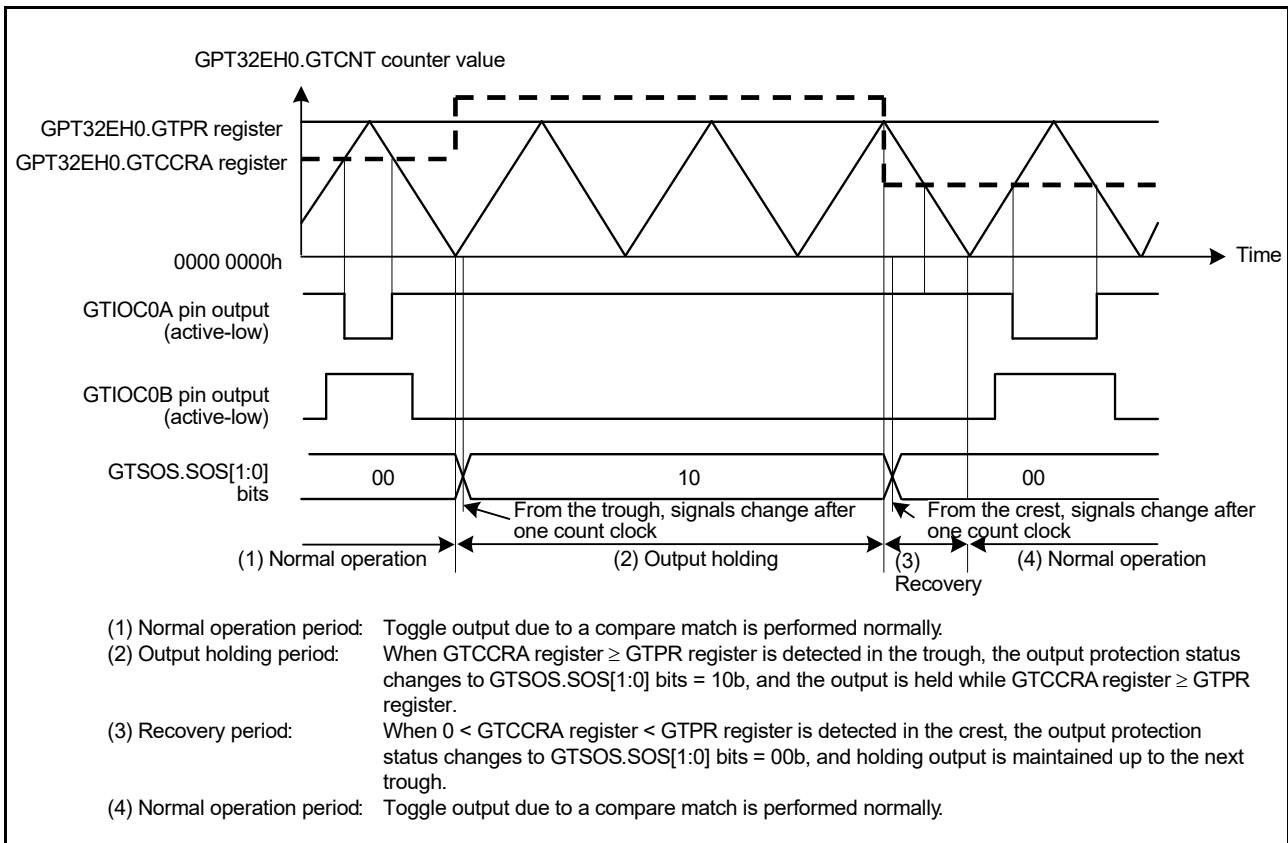 GPT32EH0.GTCNT counter value
GPT32EH0.GTPR register
GPT32EH0.GTCCRA register
0000 0000h
Time
GTIOC0A pin output
(active-low)
GTIOC0B pin output
(active-low)
GTSOS.SOS[1:0]
bits
00
10
00
From the trough, signals change after
one count clock
From the crest, signals change after
one count clock
(1) Normal operation
(2) Output holding
(3)
Recovery
(4) Normal operation
(1) Normal operation period: Toggle output due to a compare match is performed normally.
(2) Output holding period: When GTCCRA register ≥ GTPR register is detected in the trough, the output protection status
changes to GTSOS.SOS[1:0] bits = 10b, and the output is held while GTCCRA register ≥ GTPR
register.
(3) Recovery period: When 0 < GTCCRA register < GTPR register is detected in the crest, the output protection
status changes to GTSOS.SOS[1:0] bits = 00b, and holding output is maintained up to the next
trough.
(4) Normal operation period: Toggle output due to a compare match is performed normally.